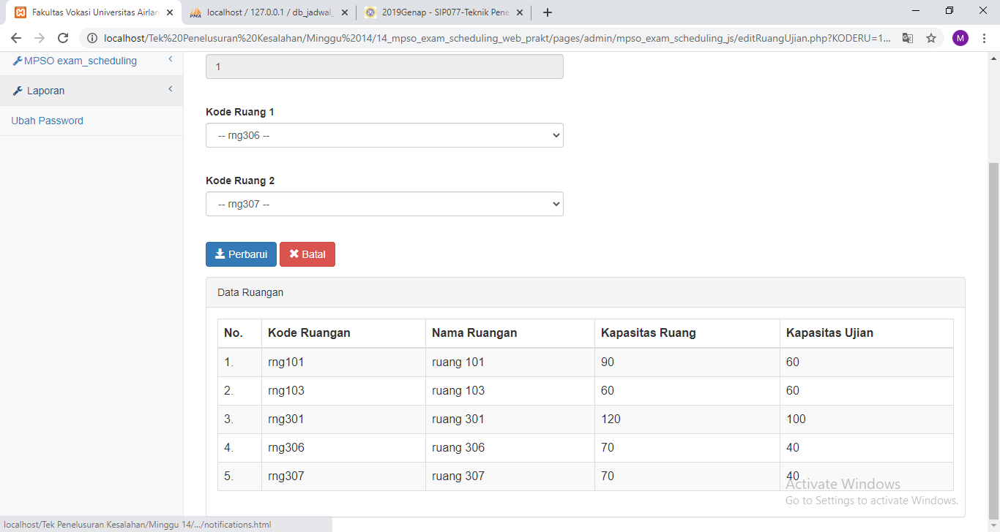 Fakultas Vokasi Universitas Airlan
localhost / 127.0.0.1 / db_jadwal_
2019Genap - SIP077-Teknik Pene
localhost/Tek%20Penelusuran%20Kesalahan/Minggu%2014/14_mpso_exam_scheduling_web_prakt/pages/admin/mpso_exam_scheduling_js/editRuangUjian.php?KODERU=1...
M
MPSO exam_scheduling
Laporan
Ubah Password
1
Kode Ruang 1
-- rng306 --
Kode Ruang 2
-- rng307 --
Perbarui Batal
Data Ruangan
No. Kode Ruangan Nama Ruangan Kapasitas Ruang Kapasitas Ujian
1. rng101 ruang 101 90 60
2. rng103 ruang 103 60 60
3. rng301 ruang 301 120 100
4. rng306 ruang 306 70 40
5. rng307 ruang 307 70 40
Activate Windows
Go to Settings to activate Windows.
localhost/Tek Penelusuran Kesalahan/Minggu 14/.../notifications.html